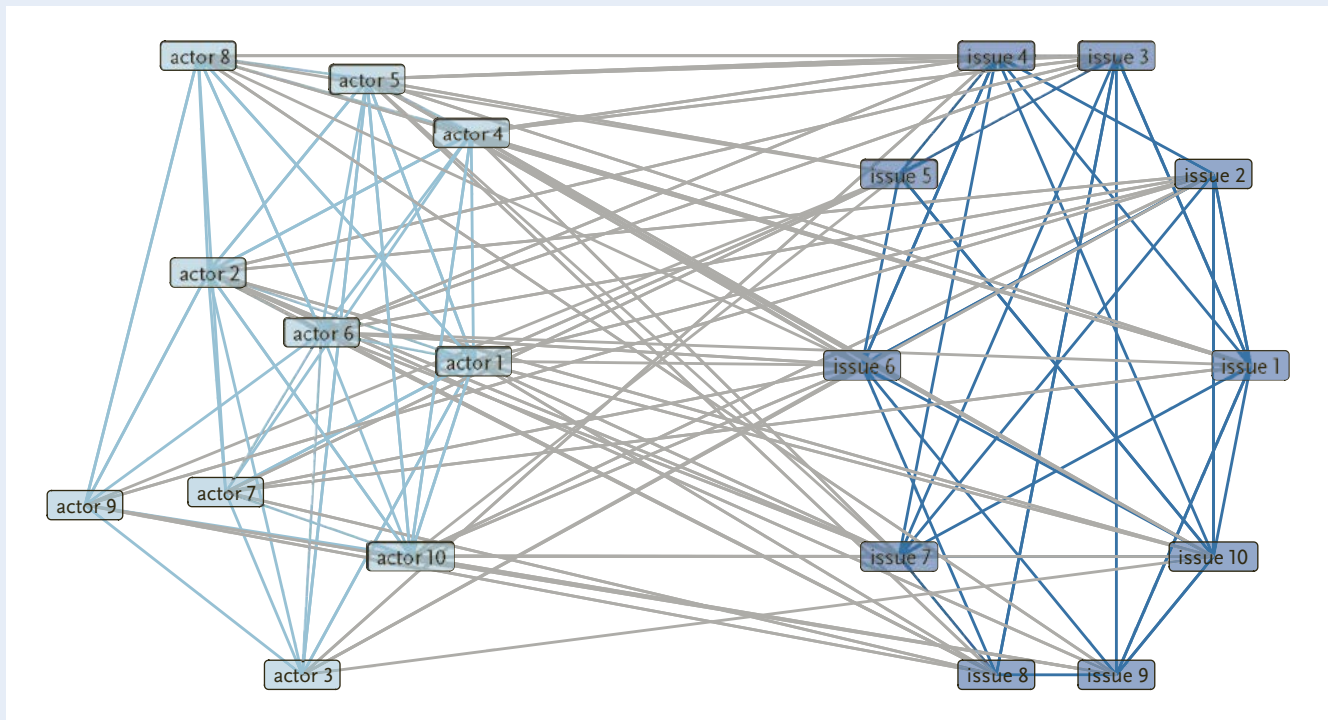 actor 8
issue 4
issue 3
actor 5
actor 4
issue 5
issue 2
actor 2
actor 6
actor 1
issue 6
issue 1
actor 7
actor 9
actor 10
issue 7
issue 10
actor 3
issue 8
issue 9